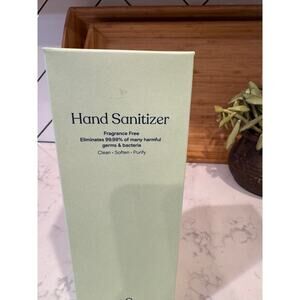 Hand Sanitizer
Fragrance Free
Eliminates 99.99% of many harmful
germs & bacteria
Clean • Soften • Purify